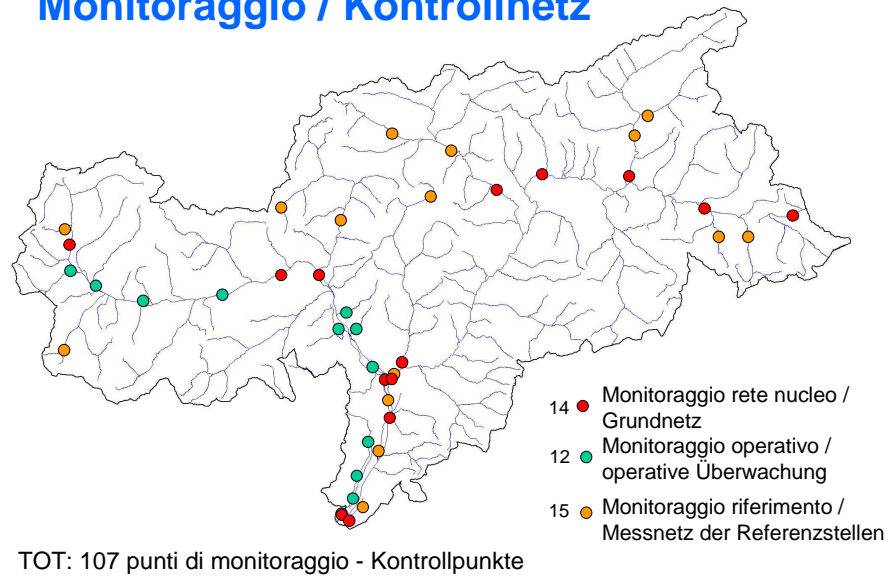 Monitoraggio / Kontrollnetz
14 Monitoraggio rete nucleo /
Grundnetz
12 Monitoraggio operativo /
operative Überwachung
15 Monitoraggio riferimento /
Messnetz der Referenzstellen
TOT: 107 punti di monitoraggio - Kontrollpunkte